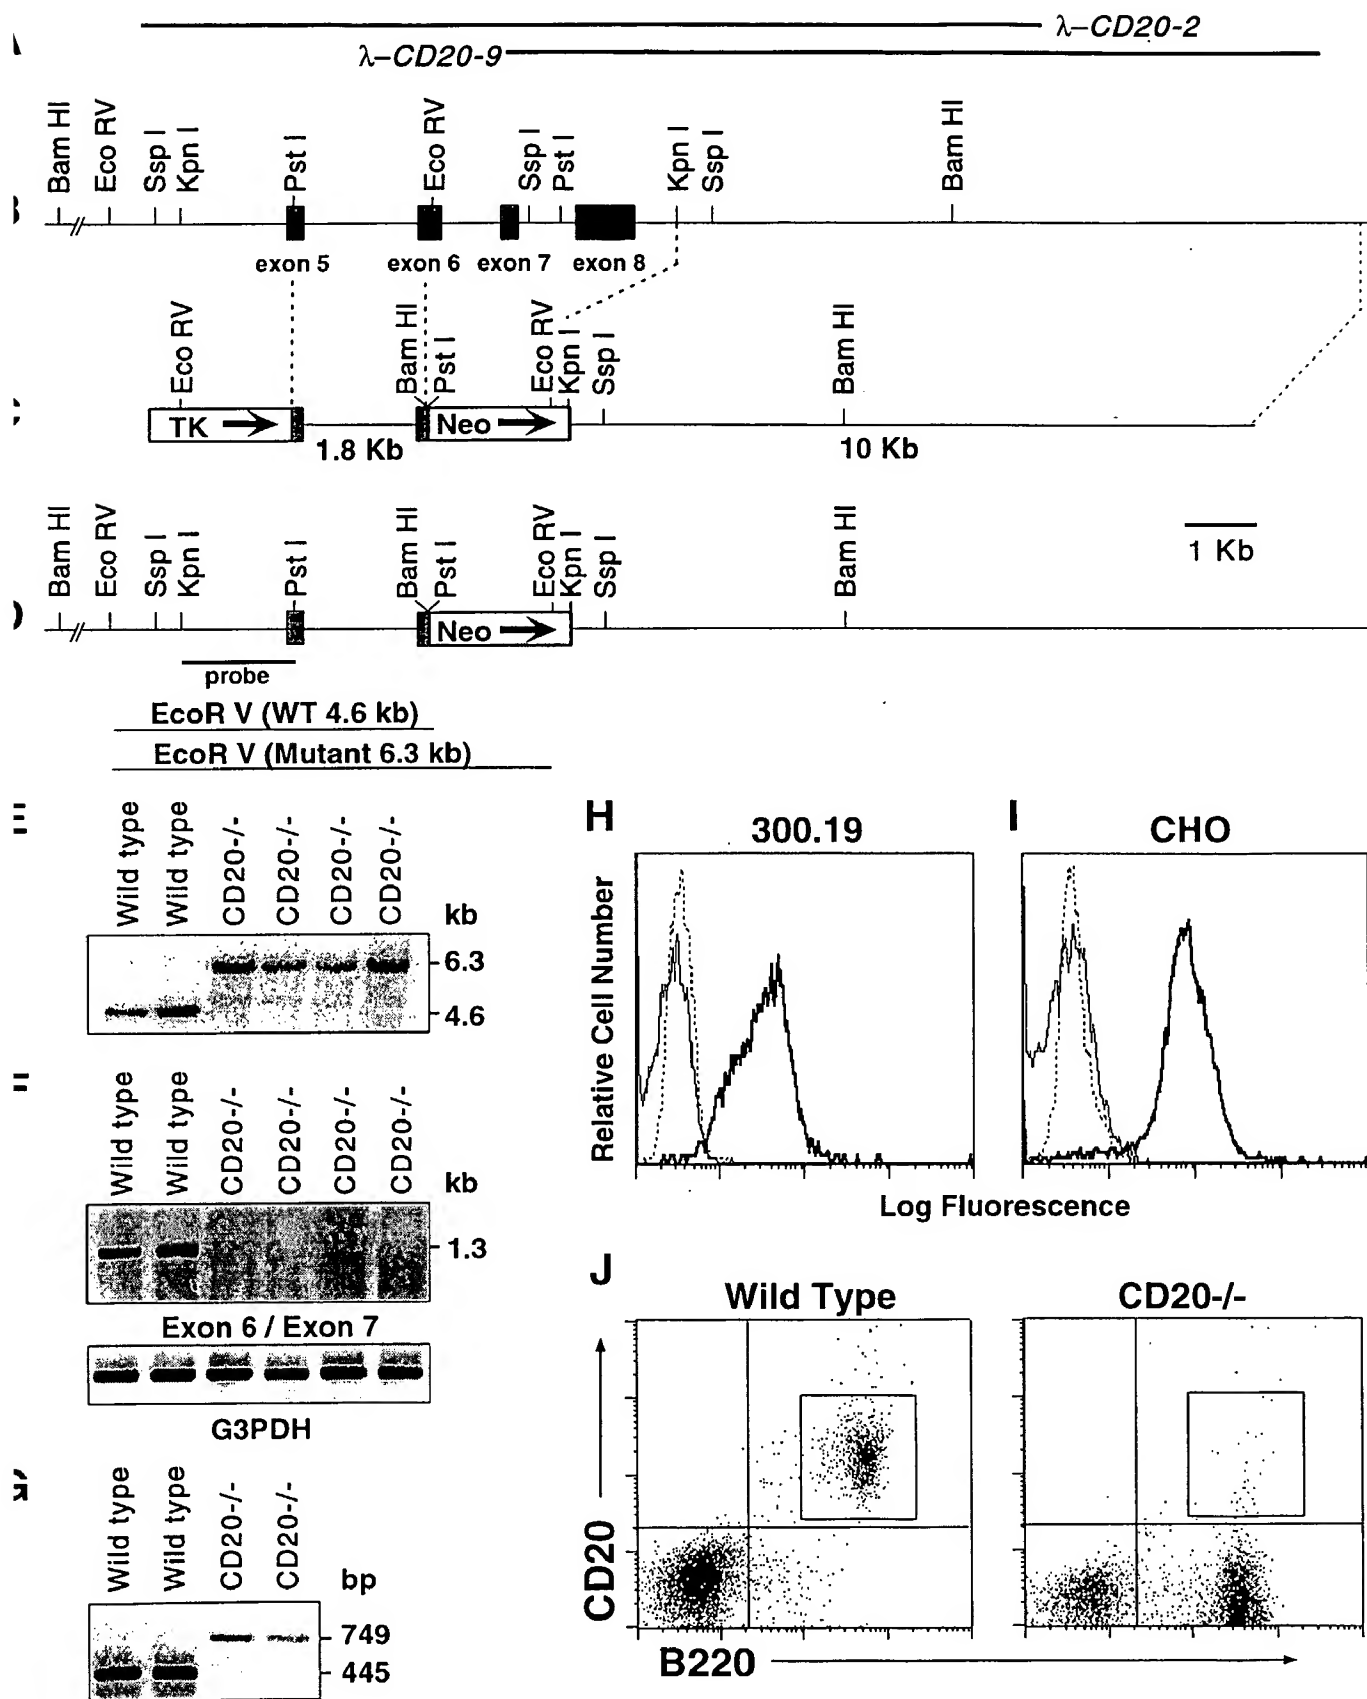 λ–CD20-2
λ–CD20-9
Bam HI
Eco RV
Ssp I
Kpn I
Pst I
Eco RV
Ssp I
Pst I
Kpn I
Ssp I
Bam HI
exon 5
exon 6
exon 7
exon 8
Eco RV
Bam HI
Pst I
Eco RV
Kpn I
Ssp I
Bam HI
TK
Neo
1.8 Kb
10 Kb
Bam HI
Eco RV
Ssp I
Kpn I
Pst I
Bam HI
Pst I
Eco RV
Kpn I
Ssp I
Bam HI
1 Kb
Neo
probe
EcoR V (WT 4.6 kb)
EcoR V (Mutant 6.3 kb)
Wild type
Wild type
CD20-/-
CD20-/-
CD20-/-
CD20-/-
kb
6.3
4.6
Wild type
Wild type
CD20-/-
CD20-/-
CD20-/-
CD20-/-
kb
1.3
Exon 6 / Exon 7
G3PDH
Wild type
Wild type
CD20-/-
CD20-/-
bp
749
445
H
300.19
I
CHO
Relative Cell Number
Log Fluorescence
J
Wild Type
CD20-/-
CD20
B220